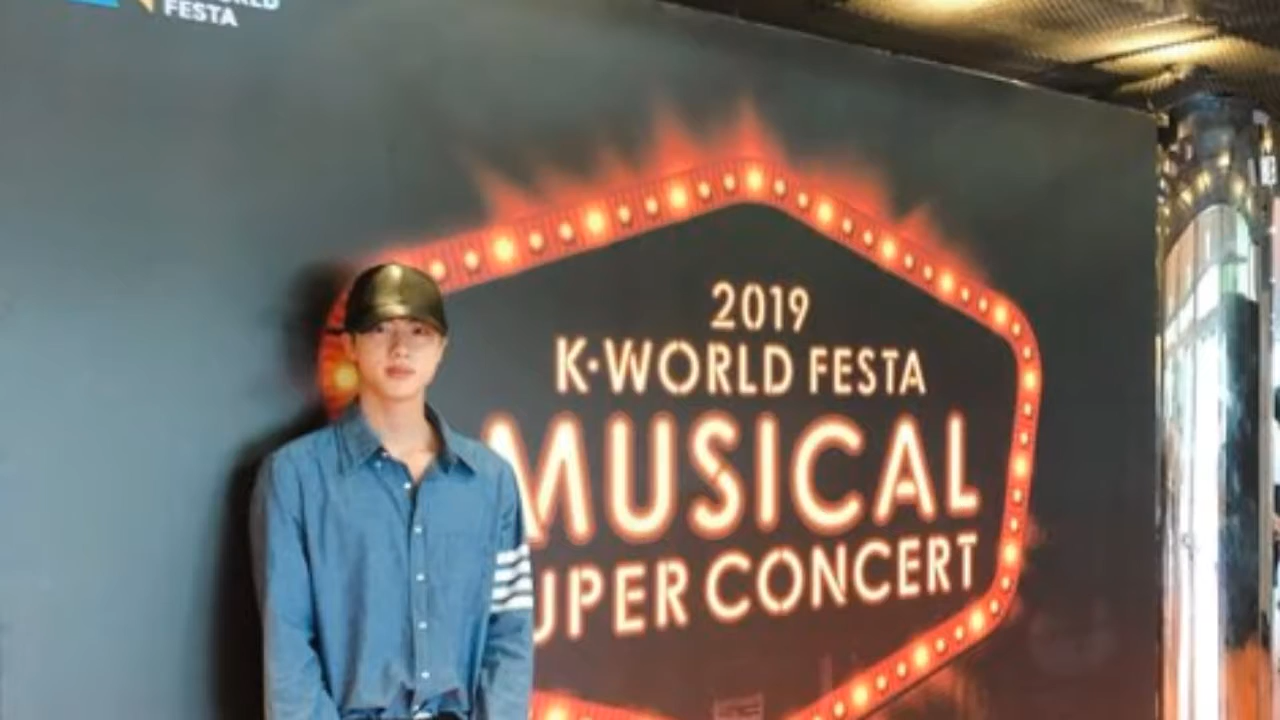 FESTA
2019
K·WORLD FESTA
MUSICAL
UPER CONCERT